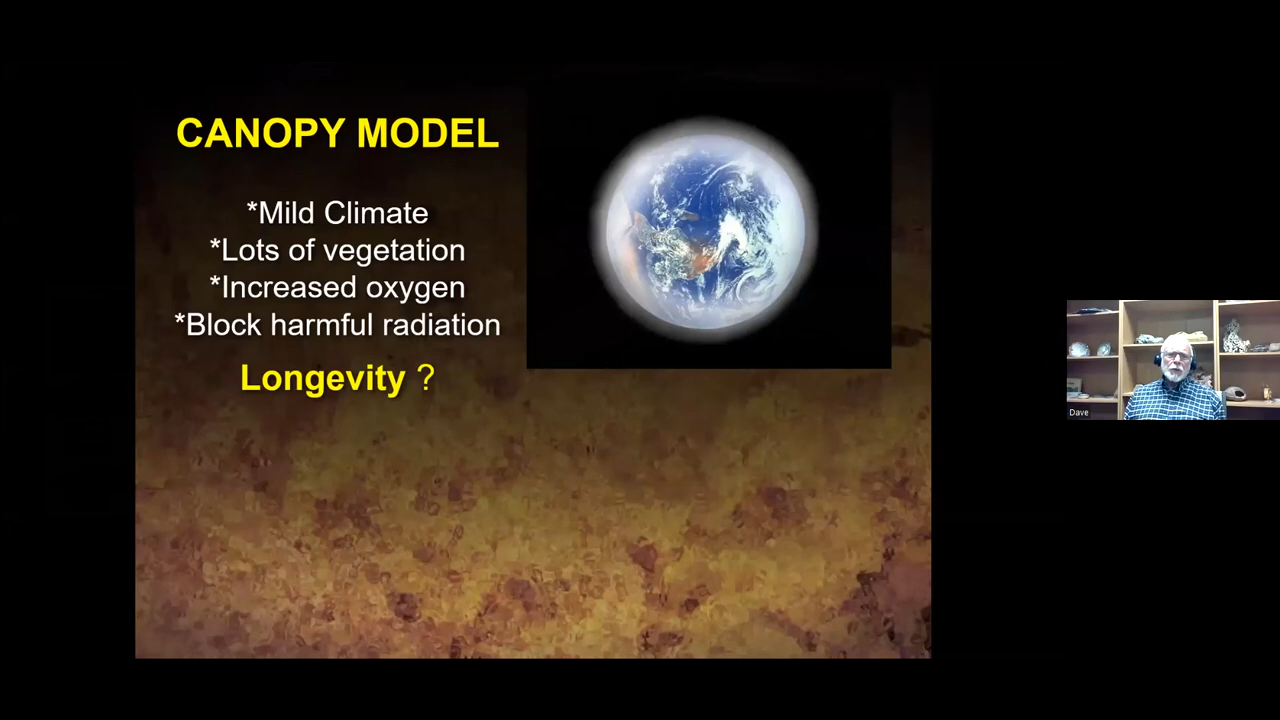 CANOPY MODEL
*Mild Climate
*Lots of vegetation
*Increased oxygen
*Block harmful radiation
Longevity ?
Dave